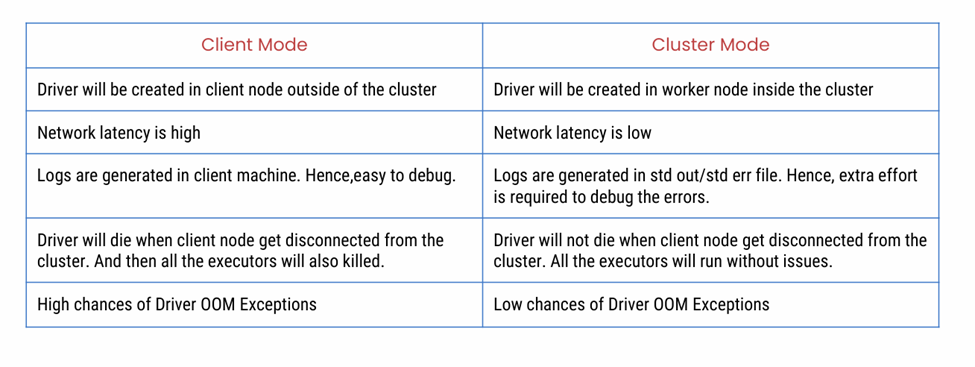 Client Mode
Cluster Mode
Driver will be created in client node outside of the cluster
Driver will be created in worker node inside the cluster
Network latency is high
Network latency is low
Logs are generated in client machine. Hence,easy to debug.
Logs are generated in std out/std err file. Hence, extra effort
is required to debug the errors.
Driver will die when client node get disconnected from the
cluster. And then all the executors will also killed.
Driver will not die when client node get disconnected from the
cluster. All the executors will run without issues.
High chances of Driver OOM Exceptions
Low chances of Driver OOM Exceptions